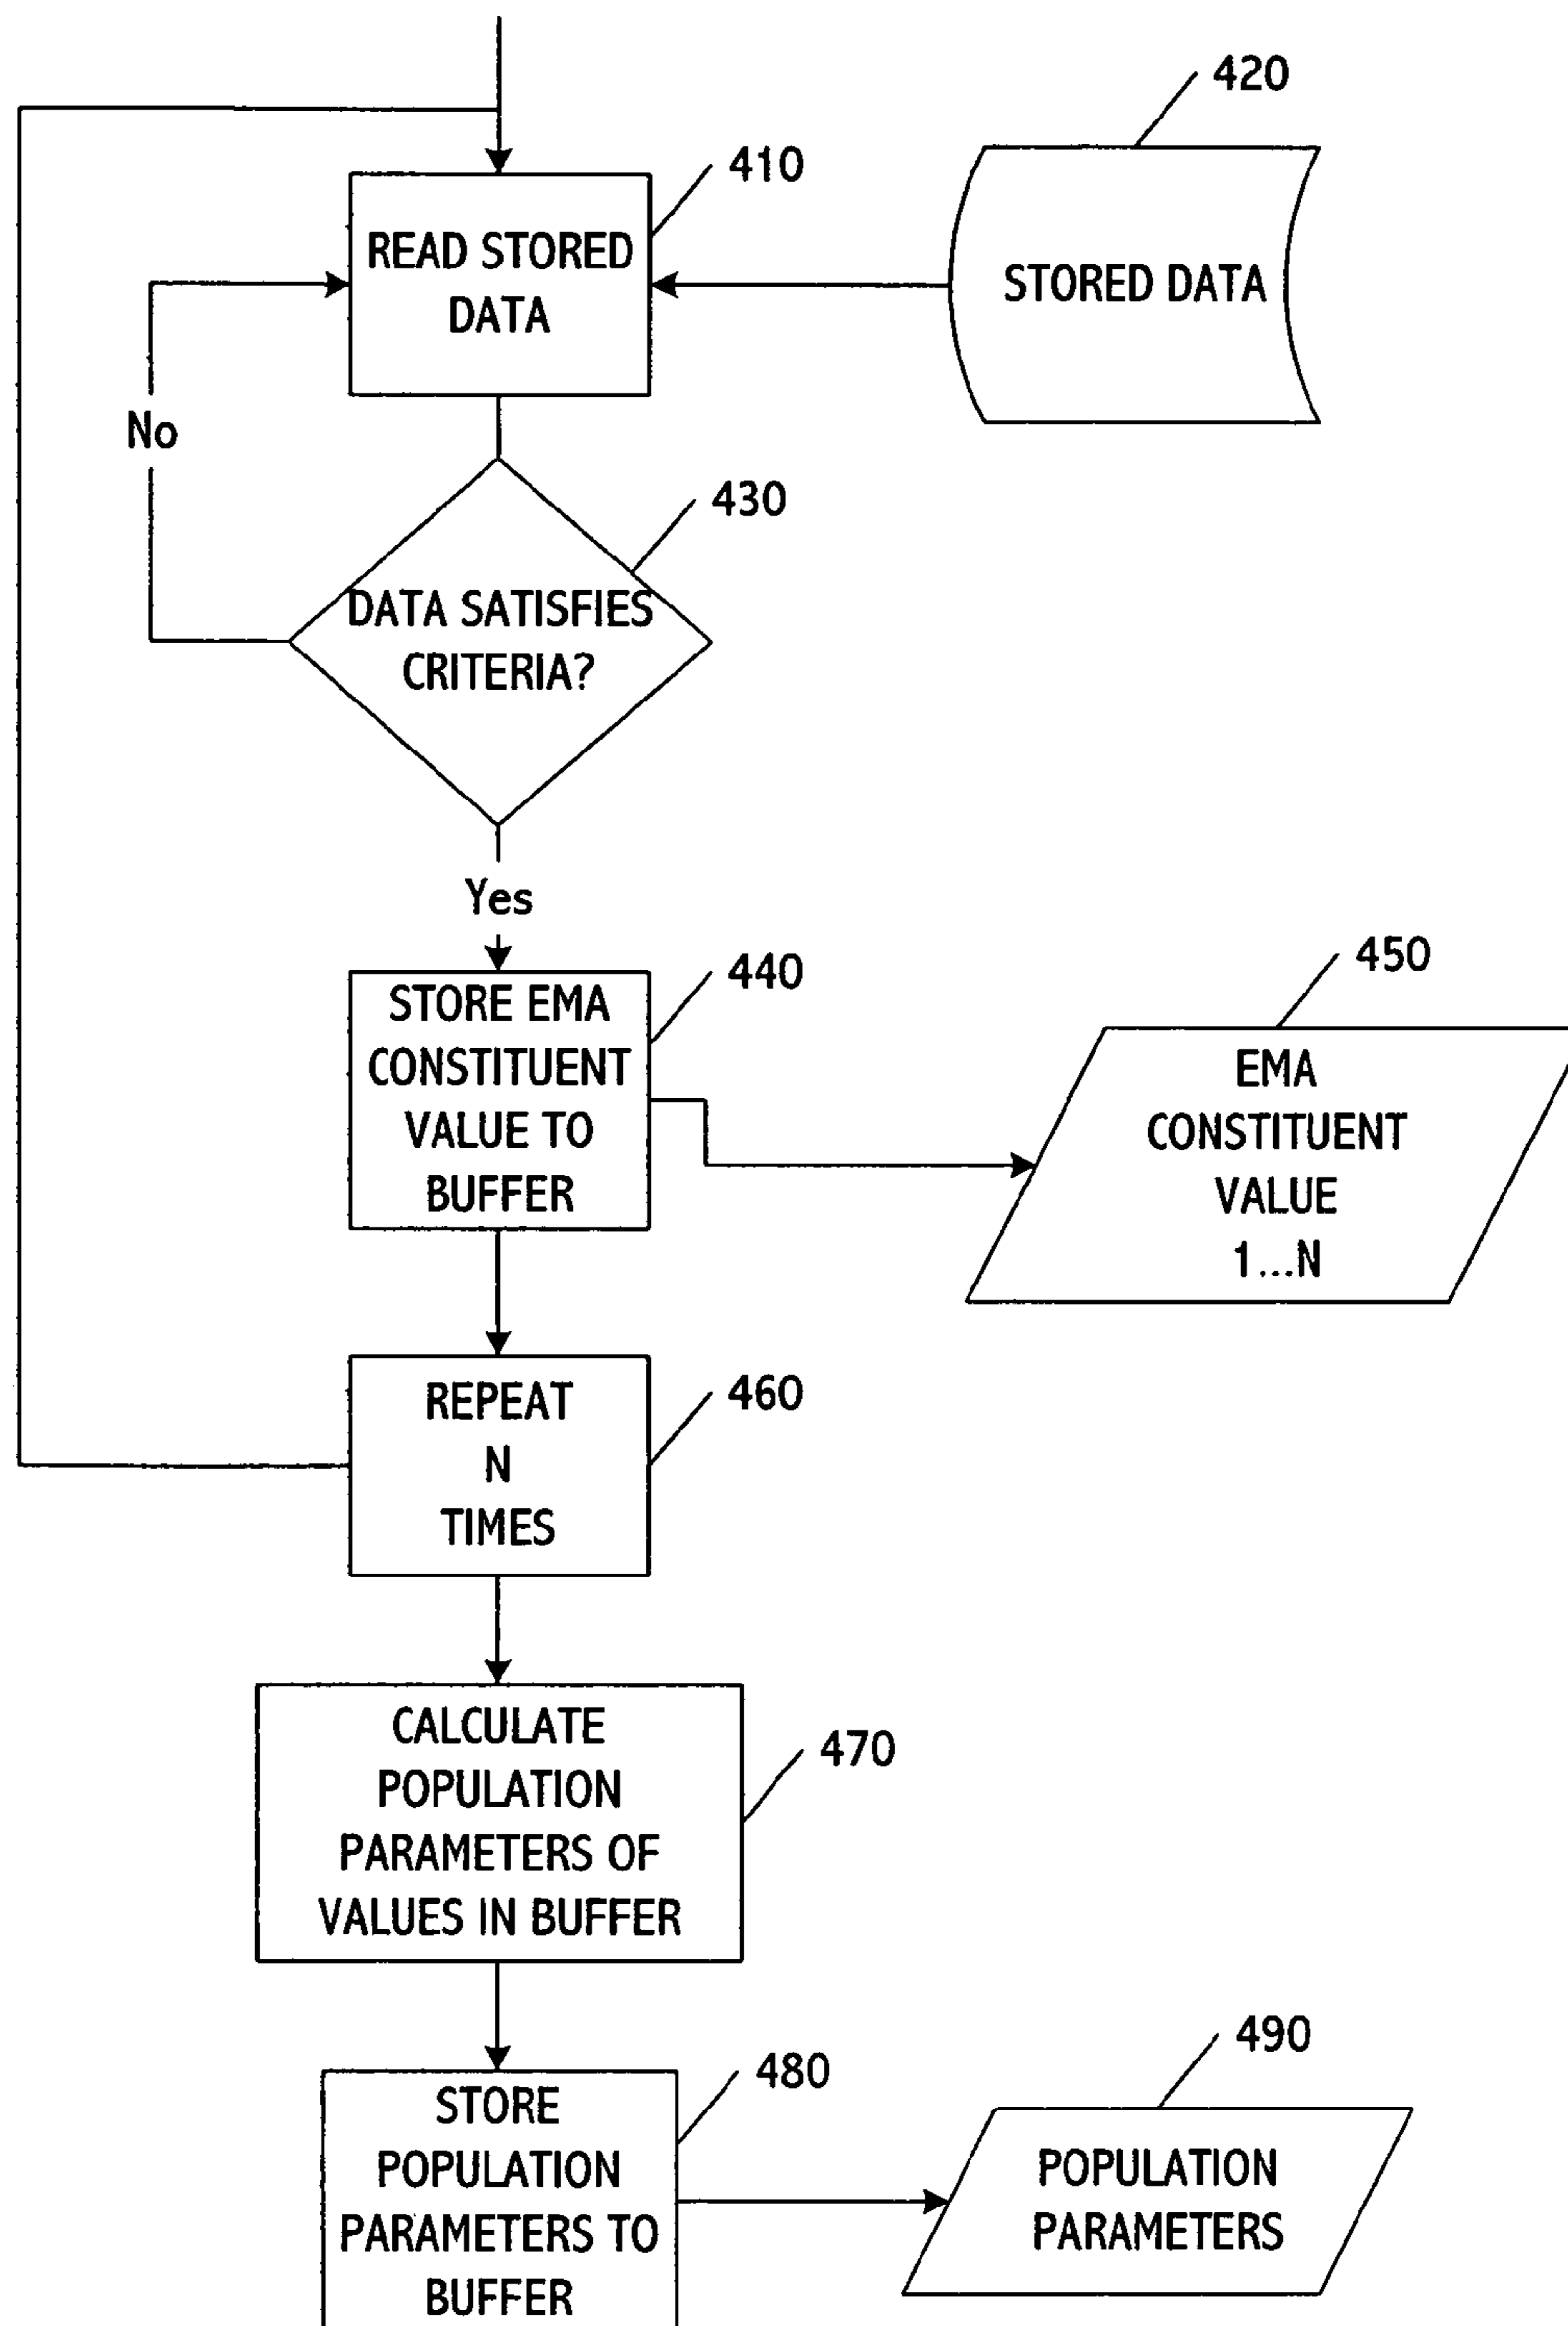 420
410
READ STORED
DATA
STORED DATA
No
430
DATA SATISFIES
CRITERIA?
Yes
440
STORE EMA
CONSTITUENT
VALUE TO
BUFFER
450
EMA
CONSTITUENT
VALUE
1...N
460
REPEAT
N
TIMES
470
CALCULATE
POPULATION
PARAMETERS OF
VALUES IN BUFFER
480
STORE
POPULATION
PARAMETERS TO
BUFFER
490
POPULATION
PARAMETERS